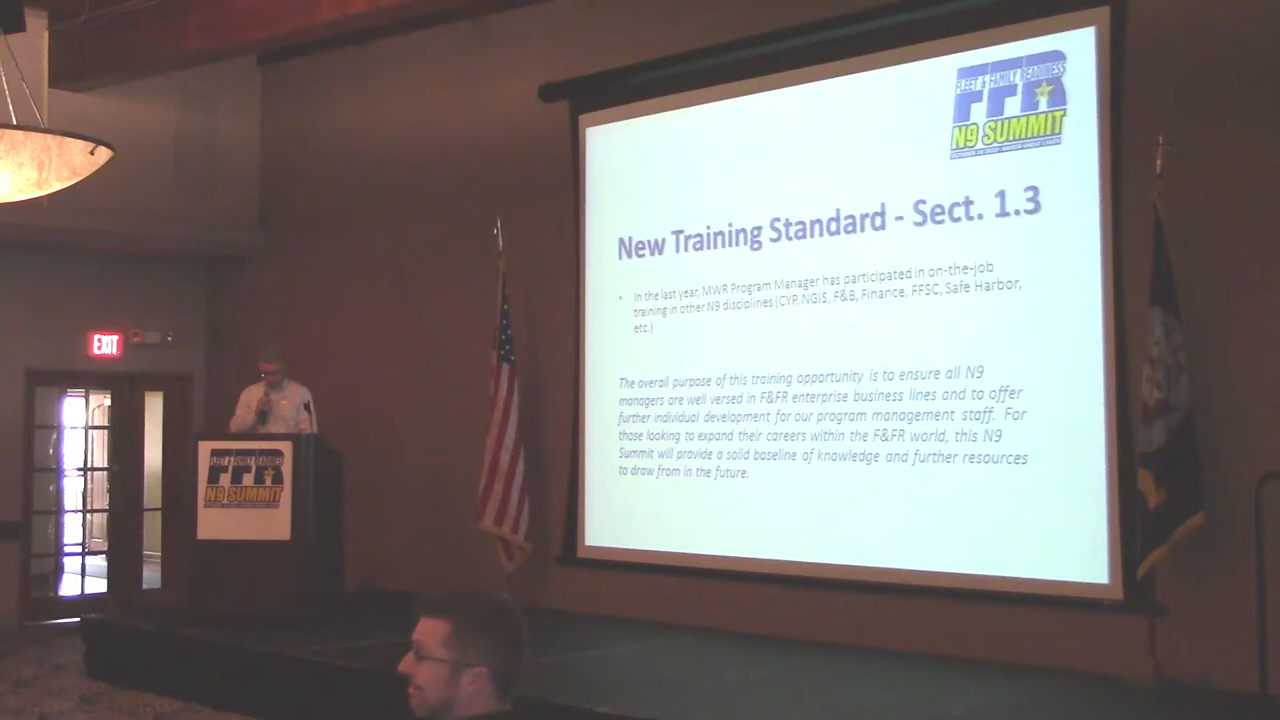 FLEET & FAMILY READINESS
FFR
N9 SUMMIT
New Training Standard - Sect. 1.3
• In the last year, MWR Program Manager has participated in on-the-job
training in other N9 disciplines (CYP, NGIS, F&B, Finance, FFSC, Safe Harbor,
etc.)
The overall purpose of this training opportunity is to ensure all N9
managers are well versed in F&FR enterprise business lines and to offer
further individual development for our program management staff. For
those looking to expand their careers within the F&FR world, this N9
Summit will provide a solid baseline of knowledge and further resources
to draw from in the future.
EXIT
FLEET & FAMILY READINESS
FFR
N9 SUMMIT